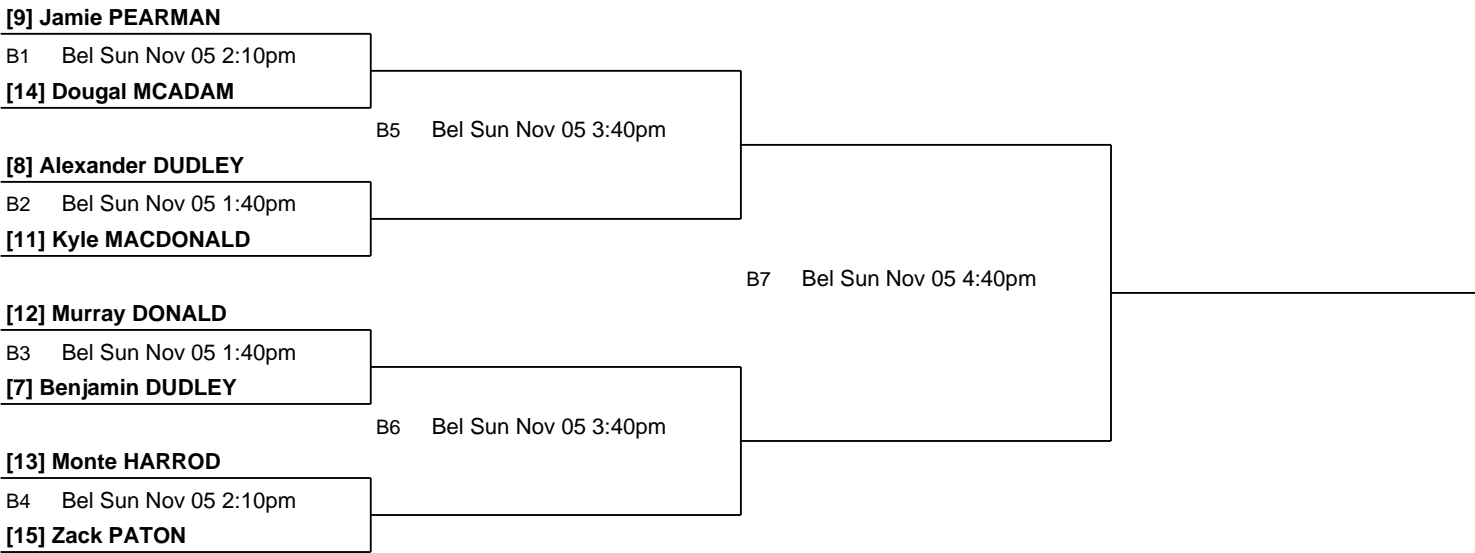 [9] Jamie PEARMAN
B1 Bel Sun Nov 05 2:10pm
[14] Dougal MCADAM
B5 Bel Sun Nov 05 3:40pm
[8] Alexander DUDLEY
B2 Bel Sun Nov 05 1:40pm
[11] Kyle MACDONALD
B7 Bel Sun Nov 05 4:40pm
[12] Murray DONALD
B3 Bel Sun Nov 05 1:40pm
[7] Benjamin DUDLEY
B6 Bel Sun Nov 05 3:40pm
[13] Monte HARROD
B4 Bel Sun Nov 05 2:10pm
[15] Zack PATON